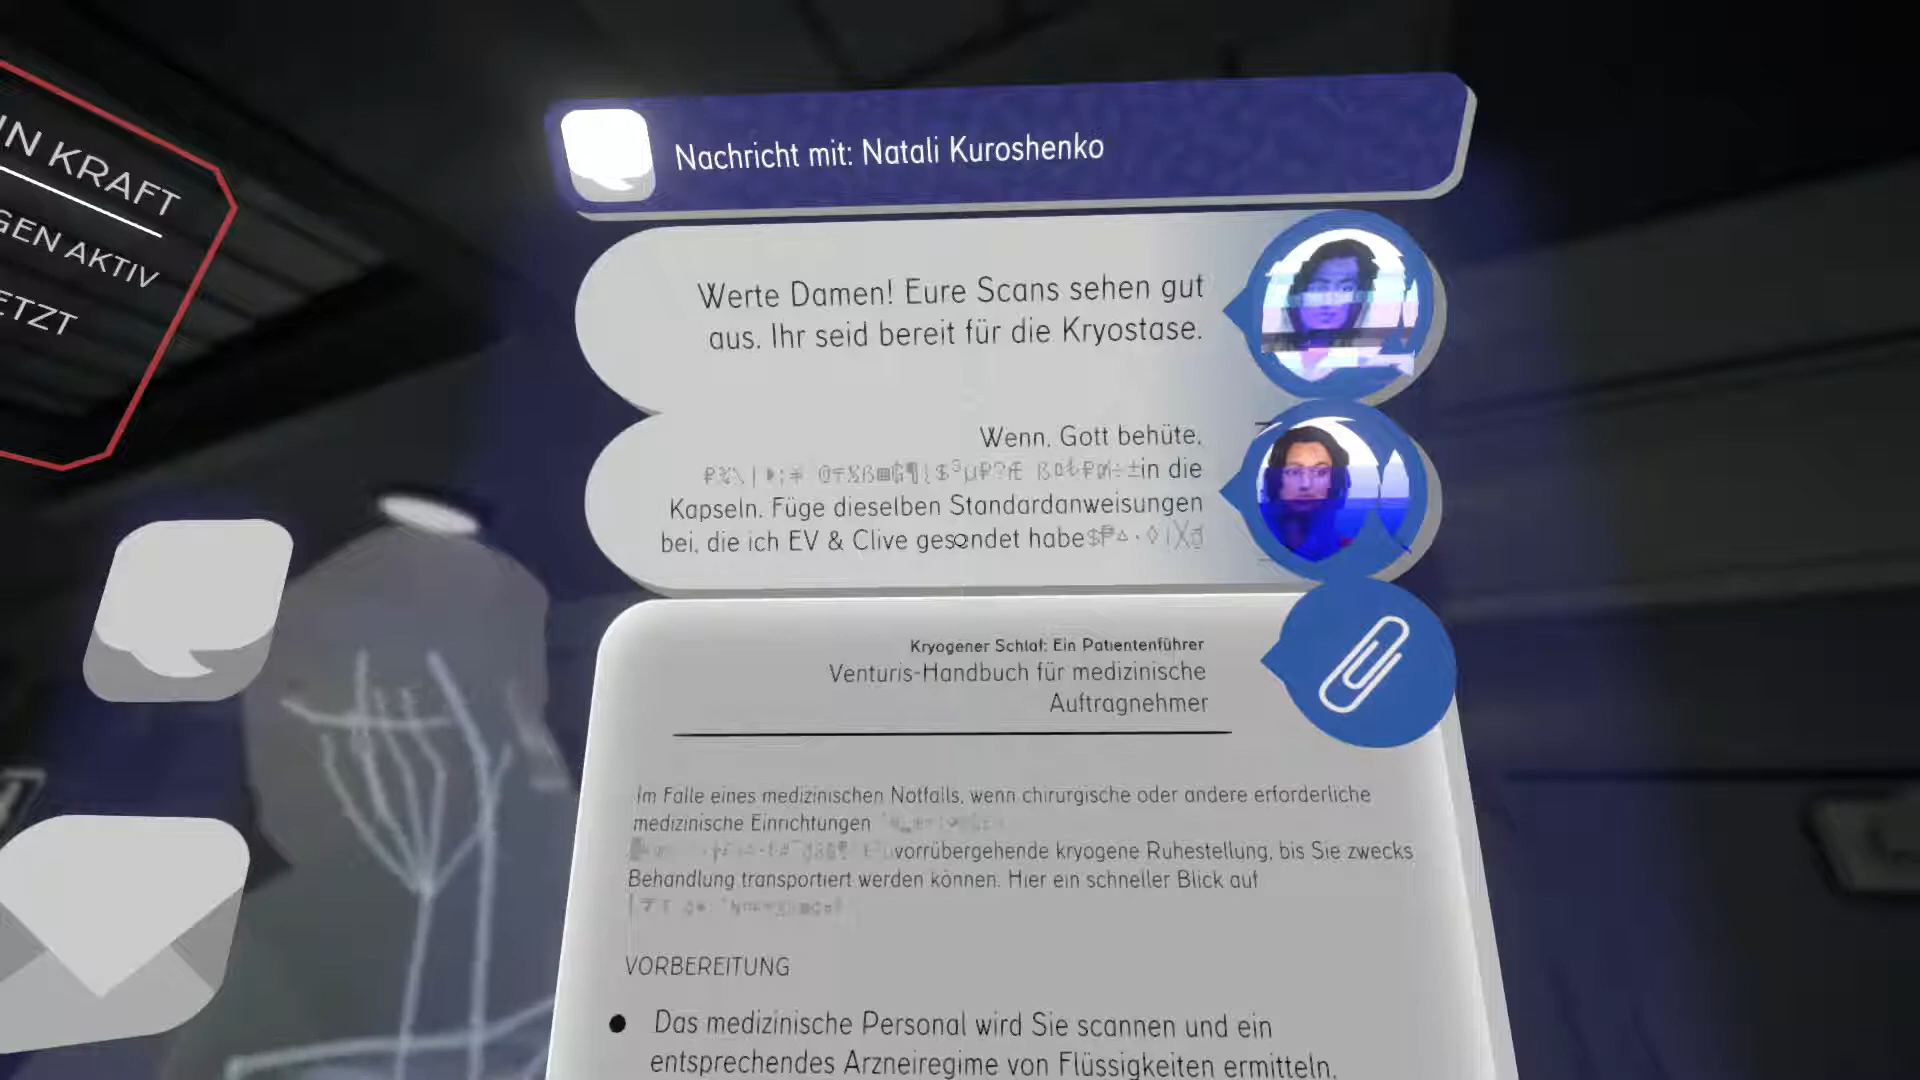 IN KRAFT
GEN AKTIV
ETZT
Nachricht mit: Natali Kuroshenko
Werte Damen! Eure Scans sehen gut
aus. Ihr seid bereit für die Kryostase.
Wenn, Gott behüte,
in die
Kapseln. Füge dieselben Standardanweisungen
bei, die ich EV & Clive gesendet habe
Kryogener Schlaf: Ein Patientenführer
Venturis-Handbuch für medizinische
Auftragnehmer
Im Falle eines medizinischen Notfalls, wenn chirurgische oder andere erforderliche
medizinische Einrichtungen
vorrübergehende kryogene Ruhestellung, bis Sie zwecks
Behandlung transportiert werden können. Hier ein schneller Blick auf
VORBEREITUNG
● Das medizinische Personal wird Sie scannen und ein
entsprechendes Arzneiregime von Flüssigkeiten ermitteln,